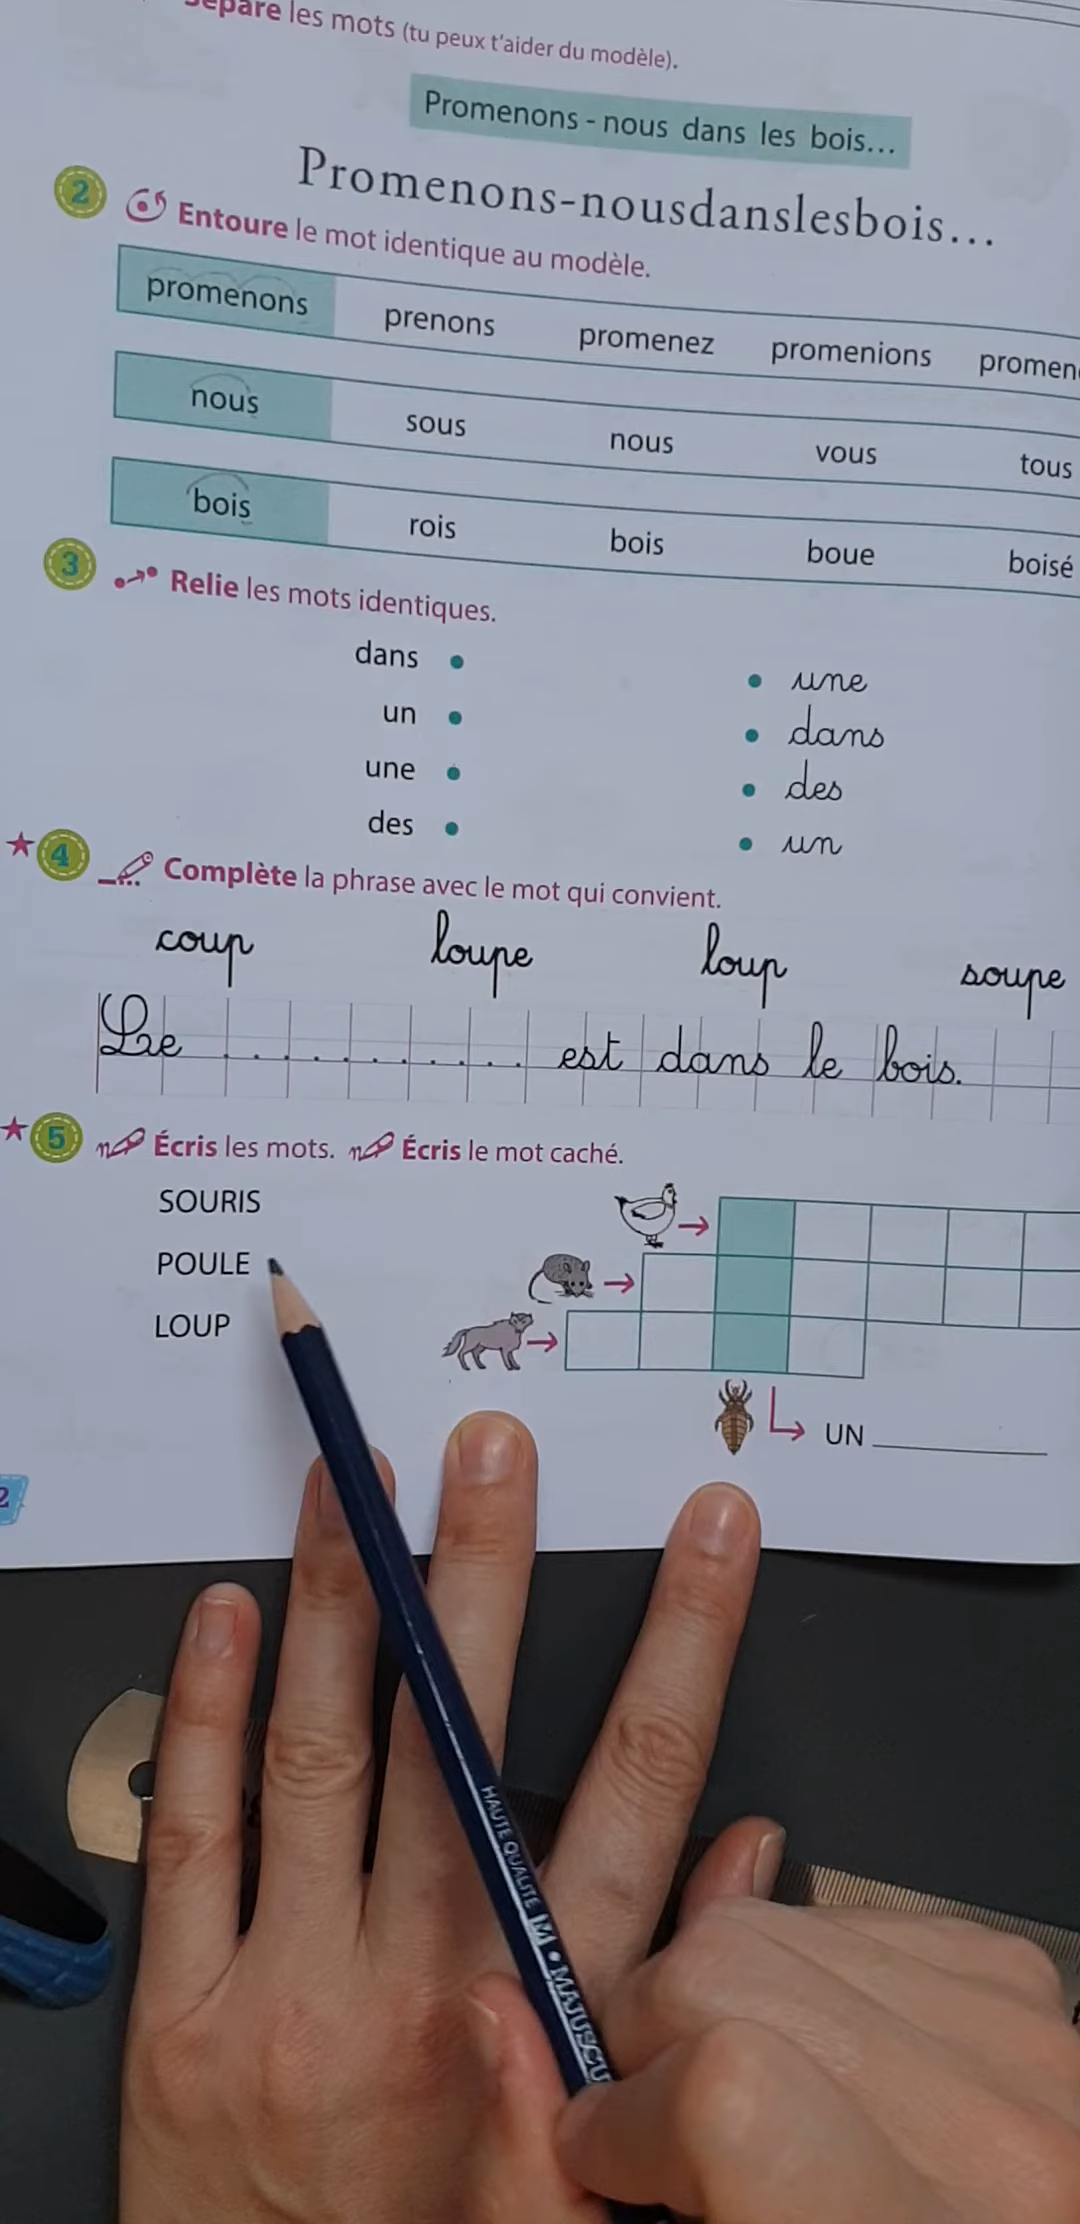 Sépare les mots (tu peux t'aider du modèle).
Promenons - nous dans les bois...
Promenons-nousdanslesbois...
2 Entoure le mot identique au modèle.
promenons prenons promenez promenions
nous sous nous vous tous
bois rois bois boue boisé
3 Relie les mots identiques.
dans une
un dans
une des
des un
4 Complète la phrase avec le mot qui convient.
coup loupe loup soupe
Le .......... est dans le bois.
5 Écris les mots. Écris le mot caché.
SOURIS
POULE
LOUP
UN
2
HAUTE QUALITE M • MAJUSCU